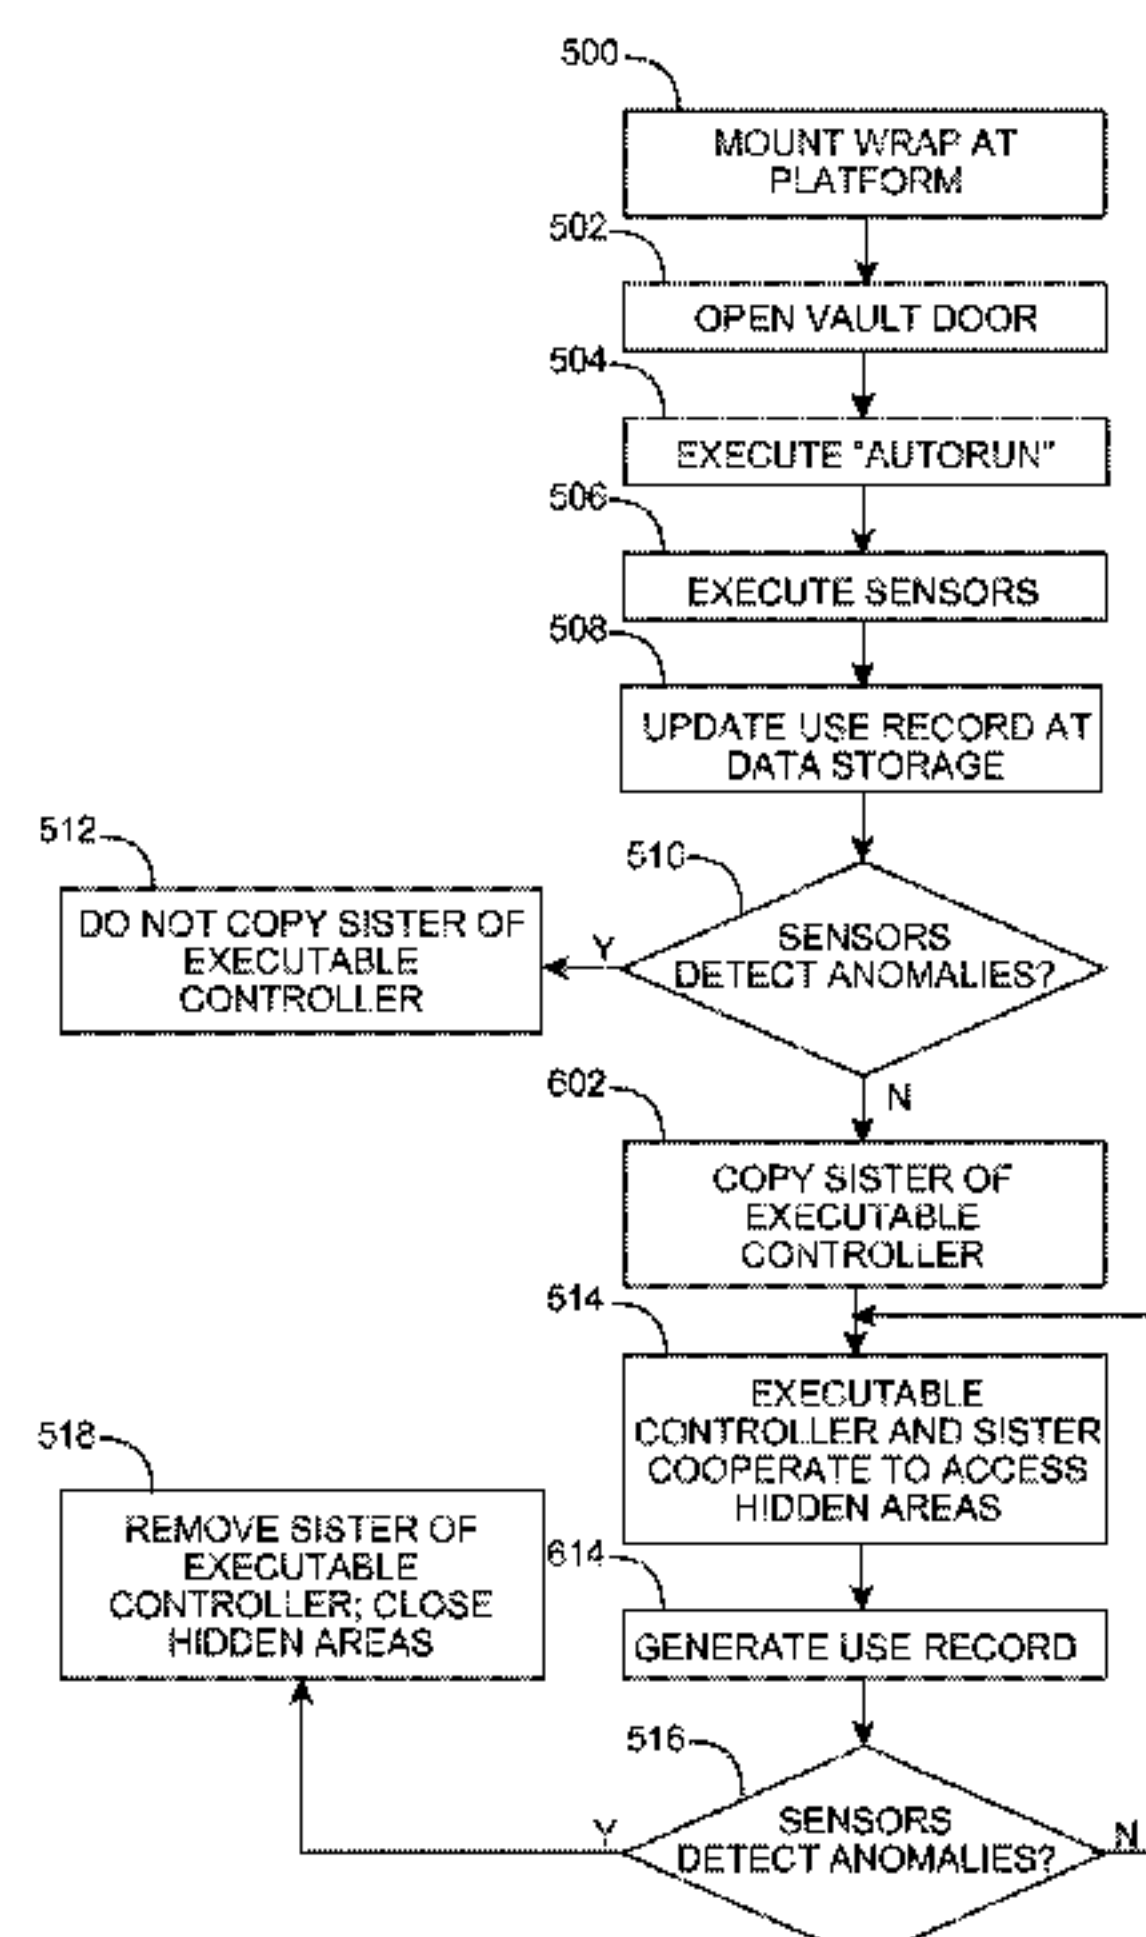 500
MOUNT WRAP AT
PLATFORM
502
OPEN VAULT DOOR
504
EXECUTE "AUTORUN"
506
EXECUTE SENSORS
508
UPDATE USE RECORD AT
DATA STORAGE
512
DO NOT COPY SISTER OF
EXECUTABLE
CONTROLLER
510
Y
SENSORS
DETECT ANOMALIES?
N
602
COPY SISTER OF
EXECUTABLE
CONTROLLER
514
EXECUTABLE
CONTROLLER AND SISTER
COOPERATE TO ACCESS
HIDDEN AREAS
518
REMOVE SISTER OF
EXECUTABLE
CONTROLLER; CLOSE
HIDDEN AREAS
614
GENERATE USE RECORD
516
Y
SENSORS
DETECT ANOMALIES?
N